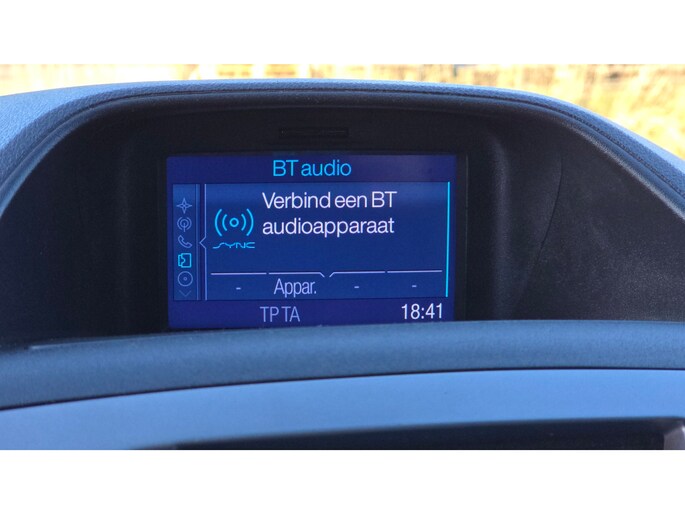 BT audio
Verbind een BT
audioapparaat
SYNC
- Appar. - -
TP TA 18:41